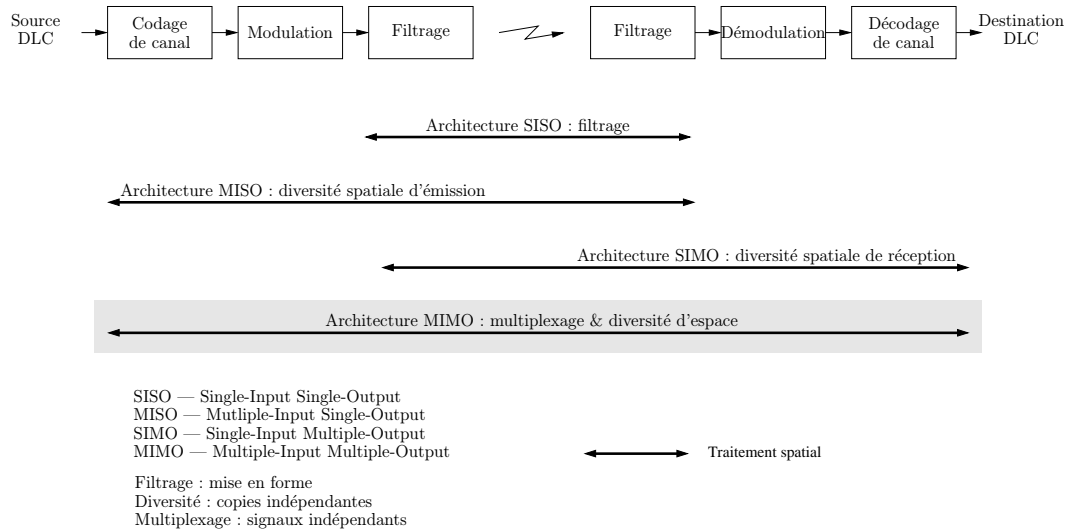 Source
DLC
Codage
de canal
Modulation
Filtrage
Filtrage
Démodulation
Décodage
de canal
Destination
DLC
Architecture SISO : filtrage
Architecture MISO : diversité spatiale d'émission
Architecture SIMO : diversité spatiale de réception
Architecture MIMO : multiplexage & diversité d'espace
SISO — Single-Input Single-Output
MISO — Mutliple-Input Single-Output
SIMO — Single-Input Multiple-Output
MIMO — Multiple-Input Multiple-Output
Traitement spatial
Filtrage : mise en forme
Diversité : copies indépendantes
Multiplexage : signaux indépendants